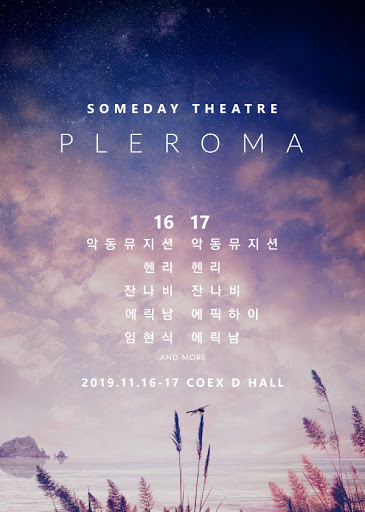 SOMEDAY THEATRE
PLEROMA
16 17
악동뮤지션 악동뮤지션
헨리 헨리
잔나비 잔나비
에릭남 에픽하이
임현식 에릭남
AND MORE
2019.11.16-17 COEX D HALL